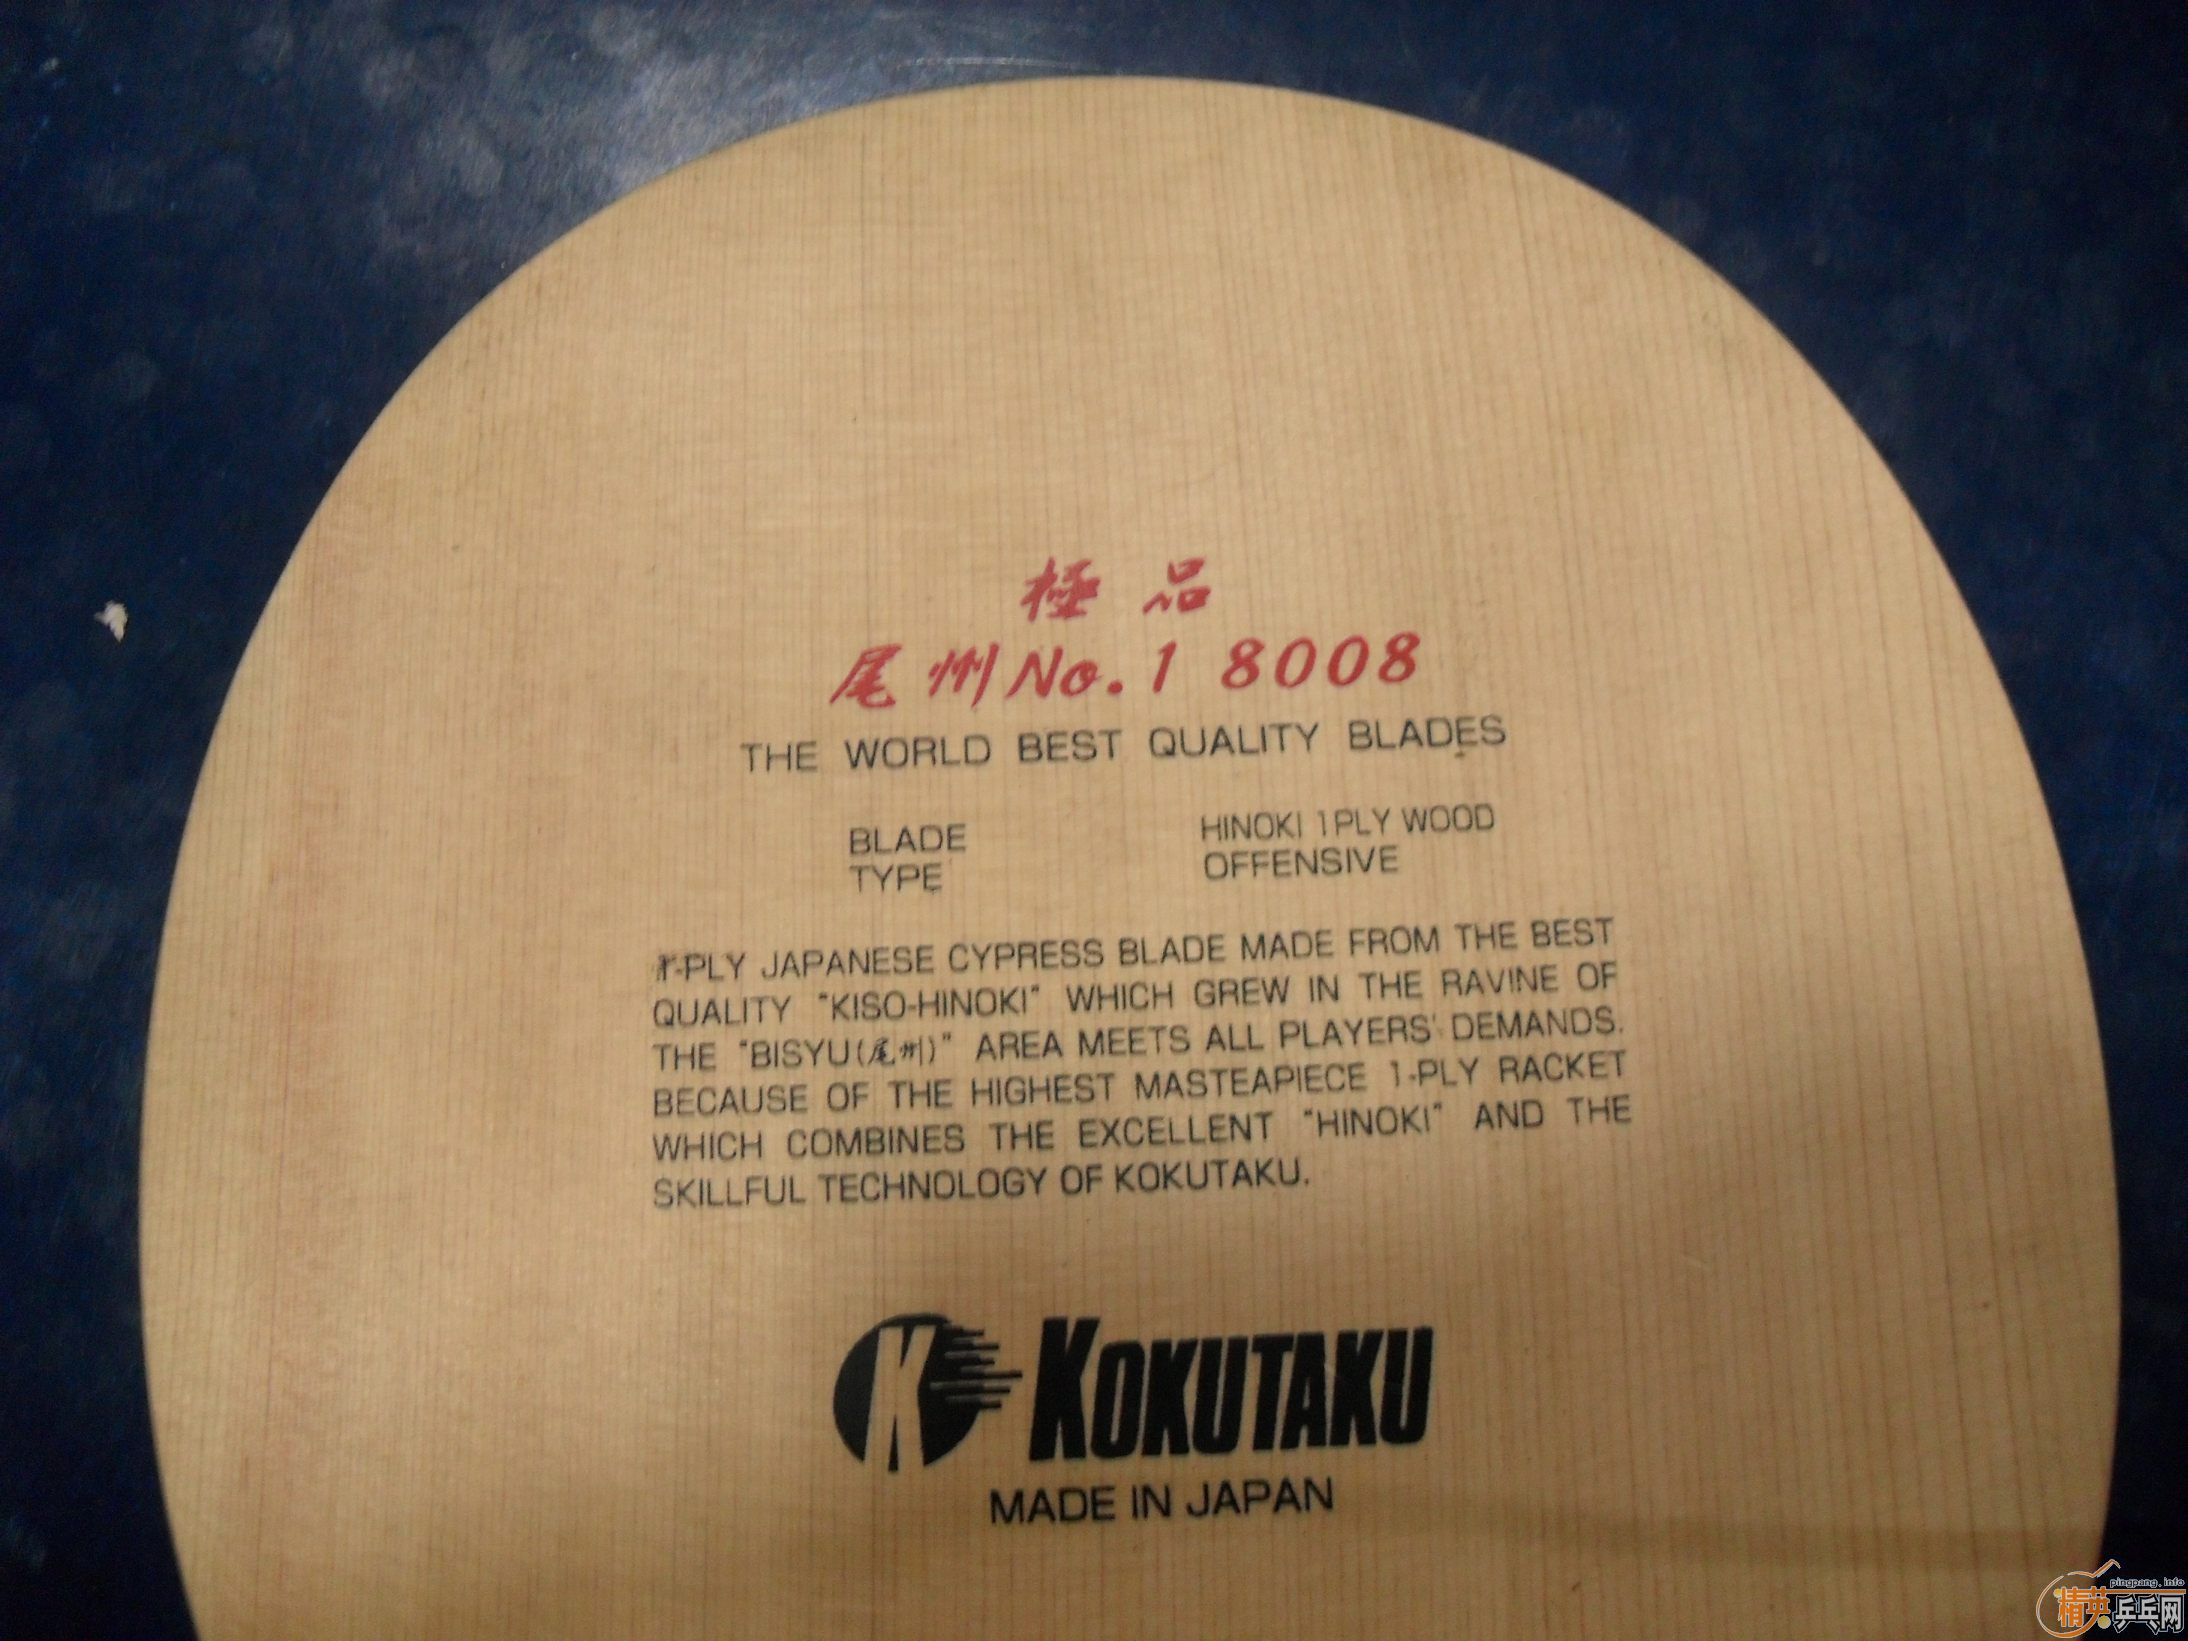 極品
尾州No.1 8008
THE WORLD BEST QUALITY BLADES
BLADE HINOKI 1PLY WOOD
TYPE OFFENSIVE
1-PLY JAPANESE CYPRESS BLADE MADE FROM THE BEST
QUALITY "KISO-HINOKI" WHICH GREW IN THE RAVINE OF
THE "BISYU(尾州)" AREA MEETS ALL PLAYERS' DEMANDS.
BECAUSE OF THE HIGHEST MASTEAPIECE 1-PLY RACKET
WHICH COMBINES THE EXCELLENT "HINOKI" AND THE
SKILLFUL TECHNOLOGY OF KOKUTAKU.
K KOKUTAKU
MADE IN JAPAN
pingpang.info
精英乒乓网